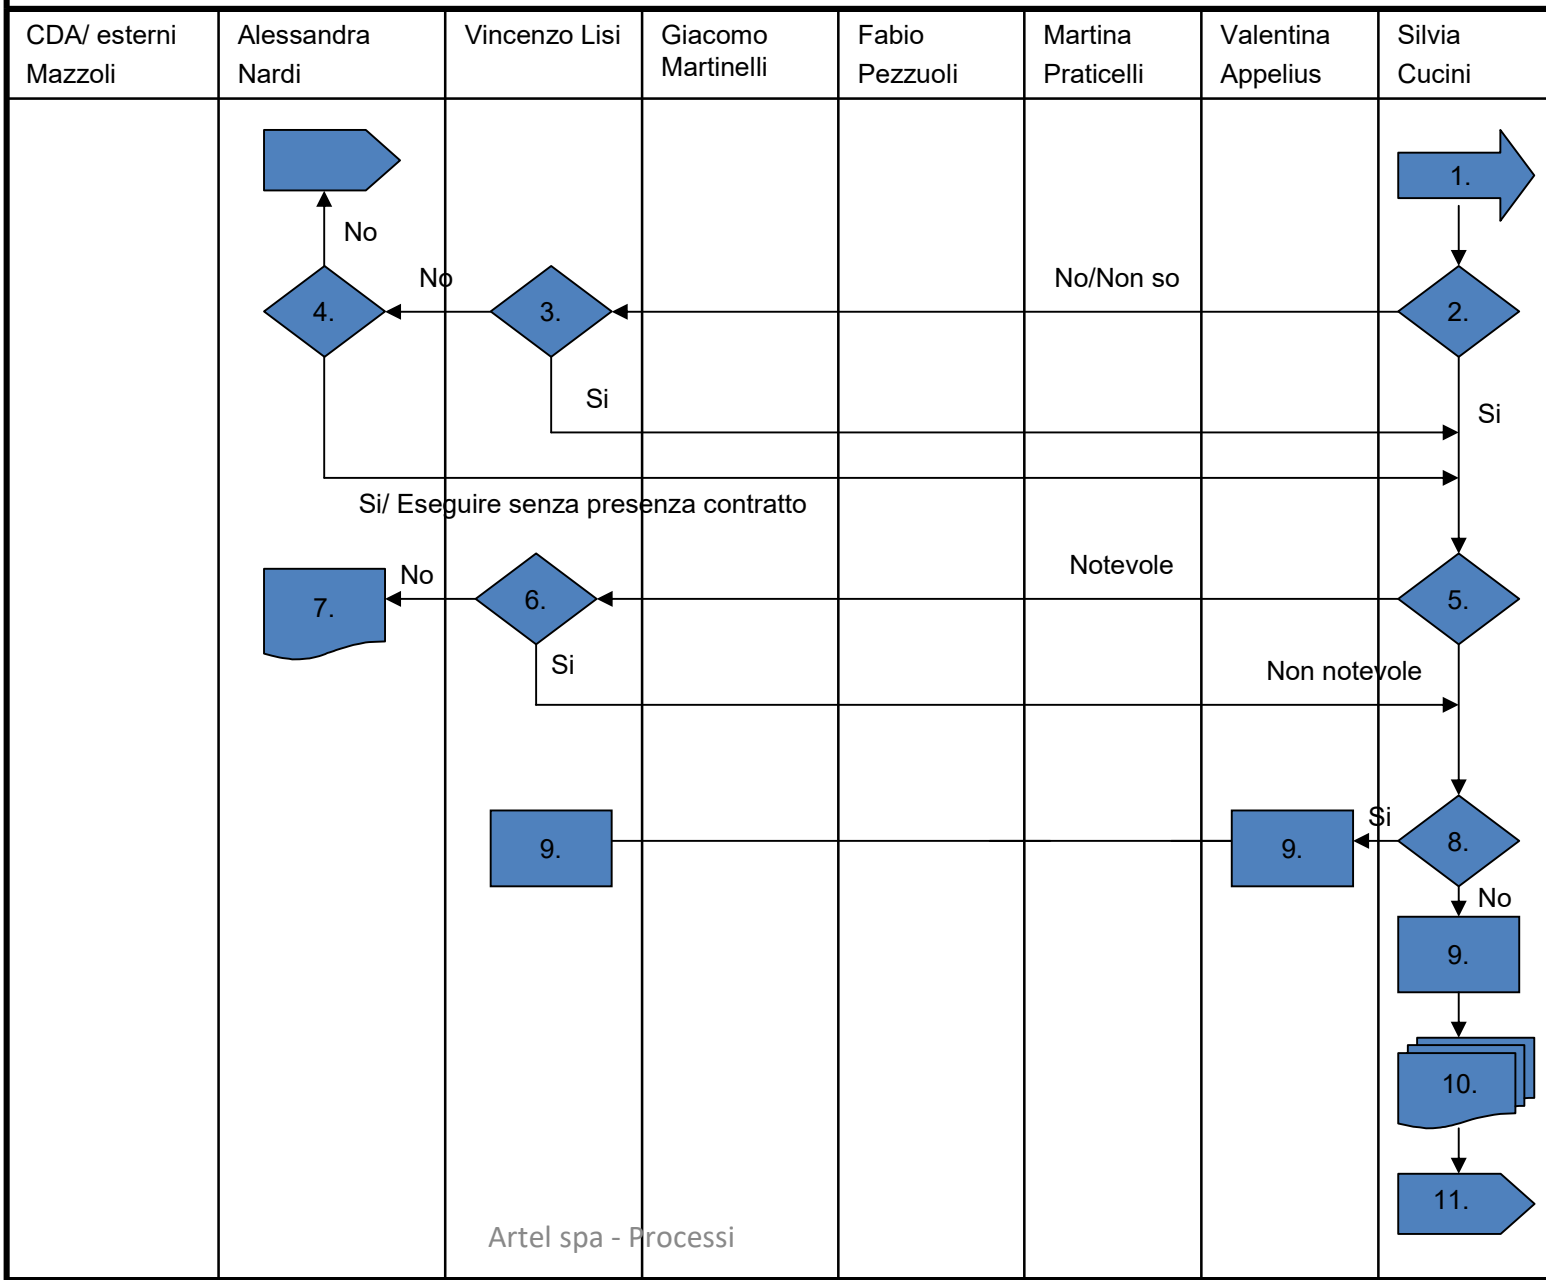 CDA/ esterni
Mazzoli
Alessandra
Nardi
Vincenzo Lisi
Giacomo
Martinelli
Fabio
Pezzuoli
Martina
Praticelli
Valentina
Appelius
Silvia
Cucini
1.
No
No
No/Non so
4.
3.
2.
Si
Si
Si/ Eseguire senza presenza contratto
Notevole
No
7.
6.
5.
Si
Non notevole
Si
9.
9.
8.
No
9.
10.
11.
Artel spa - Processi